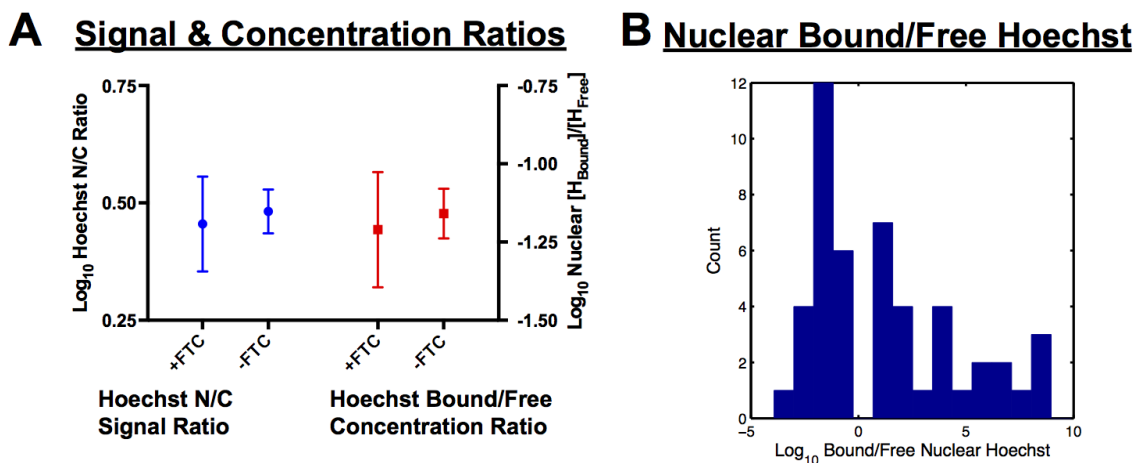 A Signal & Concentration Ratios
Log10 Hoechst N/C Ratio
0.75
0.50
0.25
-0.75
-1.00
-1.25
-1.50
Log10 Nuclear [HBound]/[HFree]
+FTC
-FTC
+FTC
-FTC
Hoechst N/C
Signal Ratio
Hoechst Bound/Free
Concentration Ratio
B Nuclear Bound/Free Hoechst
Count
12
10
8
6
4
2
0
-5
0
5
10
Log10 Bound/Free Nuclear Hoechst